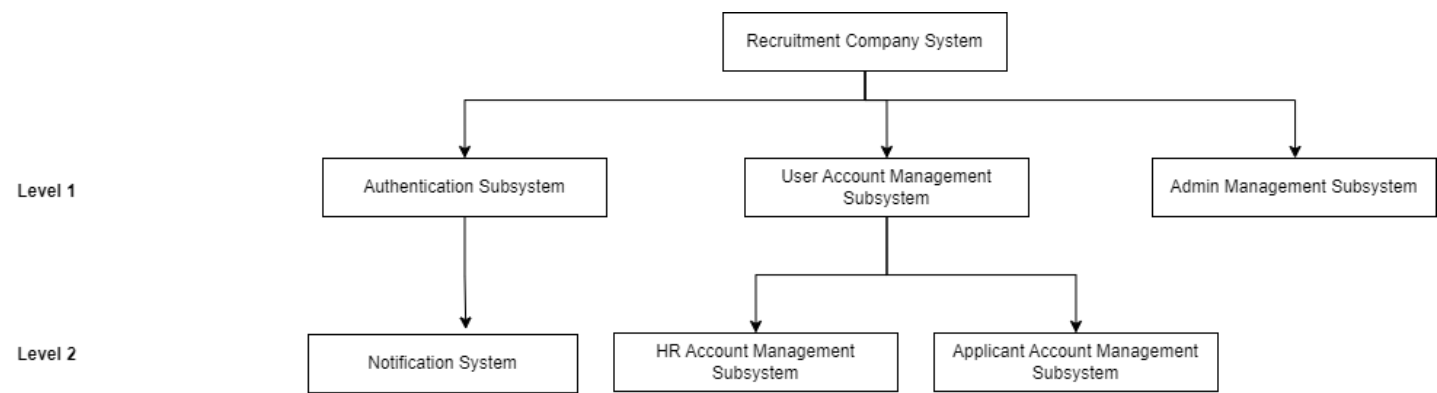 Recruitment Company System
Level 1
Authentication Subsystem
User Account Management
Subsystem
Admin Management Subsystem
Level 2
Notification System
HR Account Management
Subsystem
Applicant Account Management
Subsystem